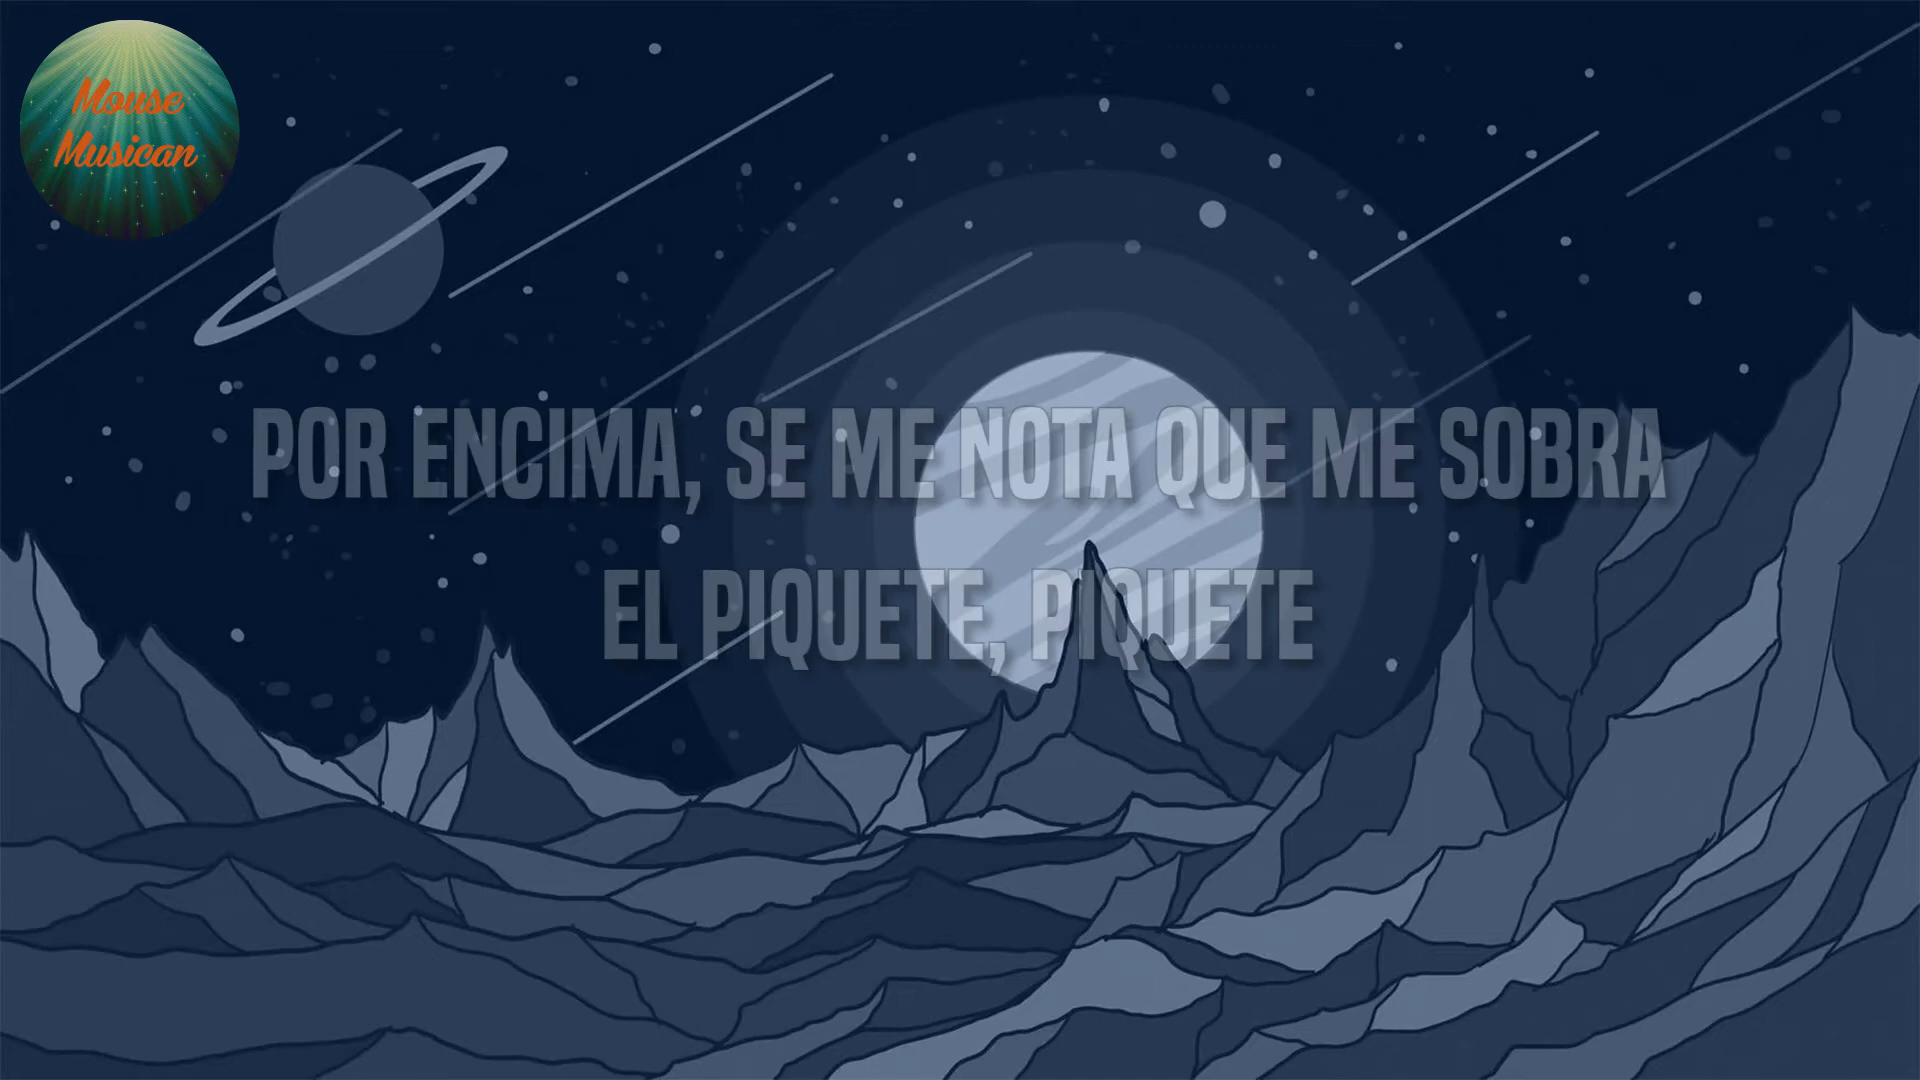 Mouse
Musican
POR ENCIMA, SE ME NOTA QUE ME SOBRA
EL PIQUETE, PIQUETE